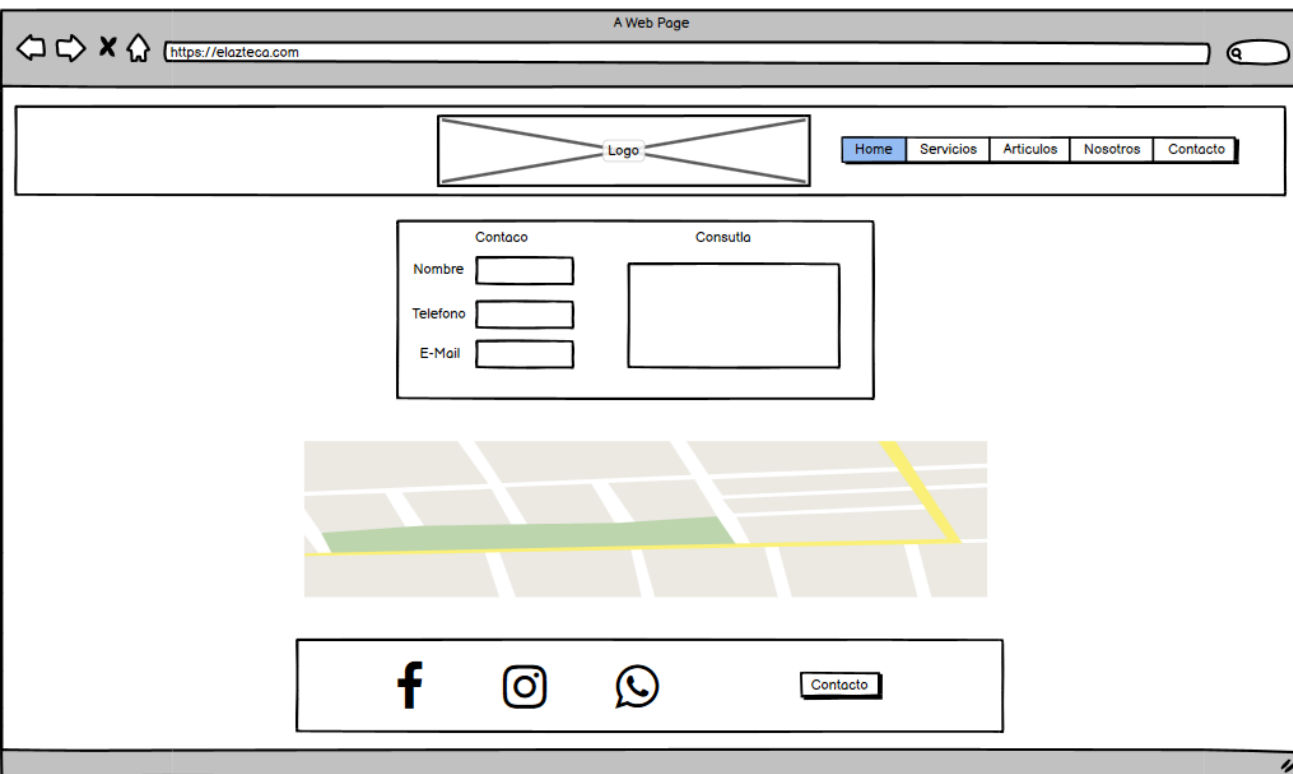 A Web Page
https://elazteca.com
Logo
Home Servicios Articulos Nosotros Contacto
Contaco Consutla
Nombre
Telefono
E-Mail
Contacto